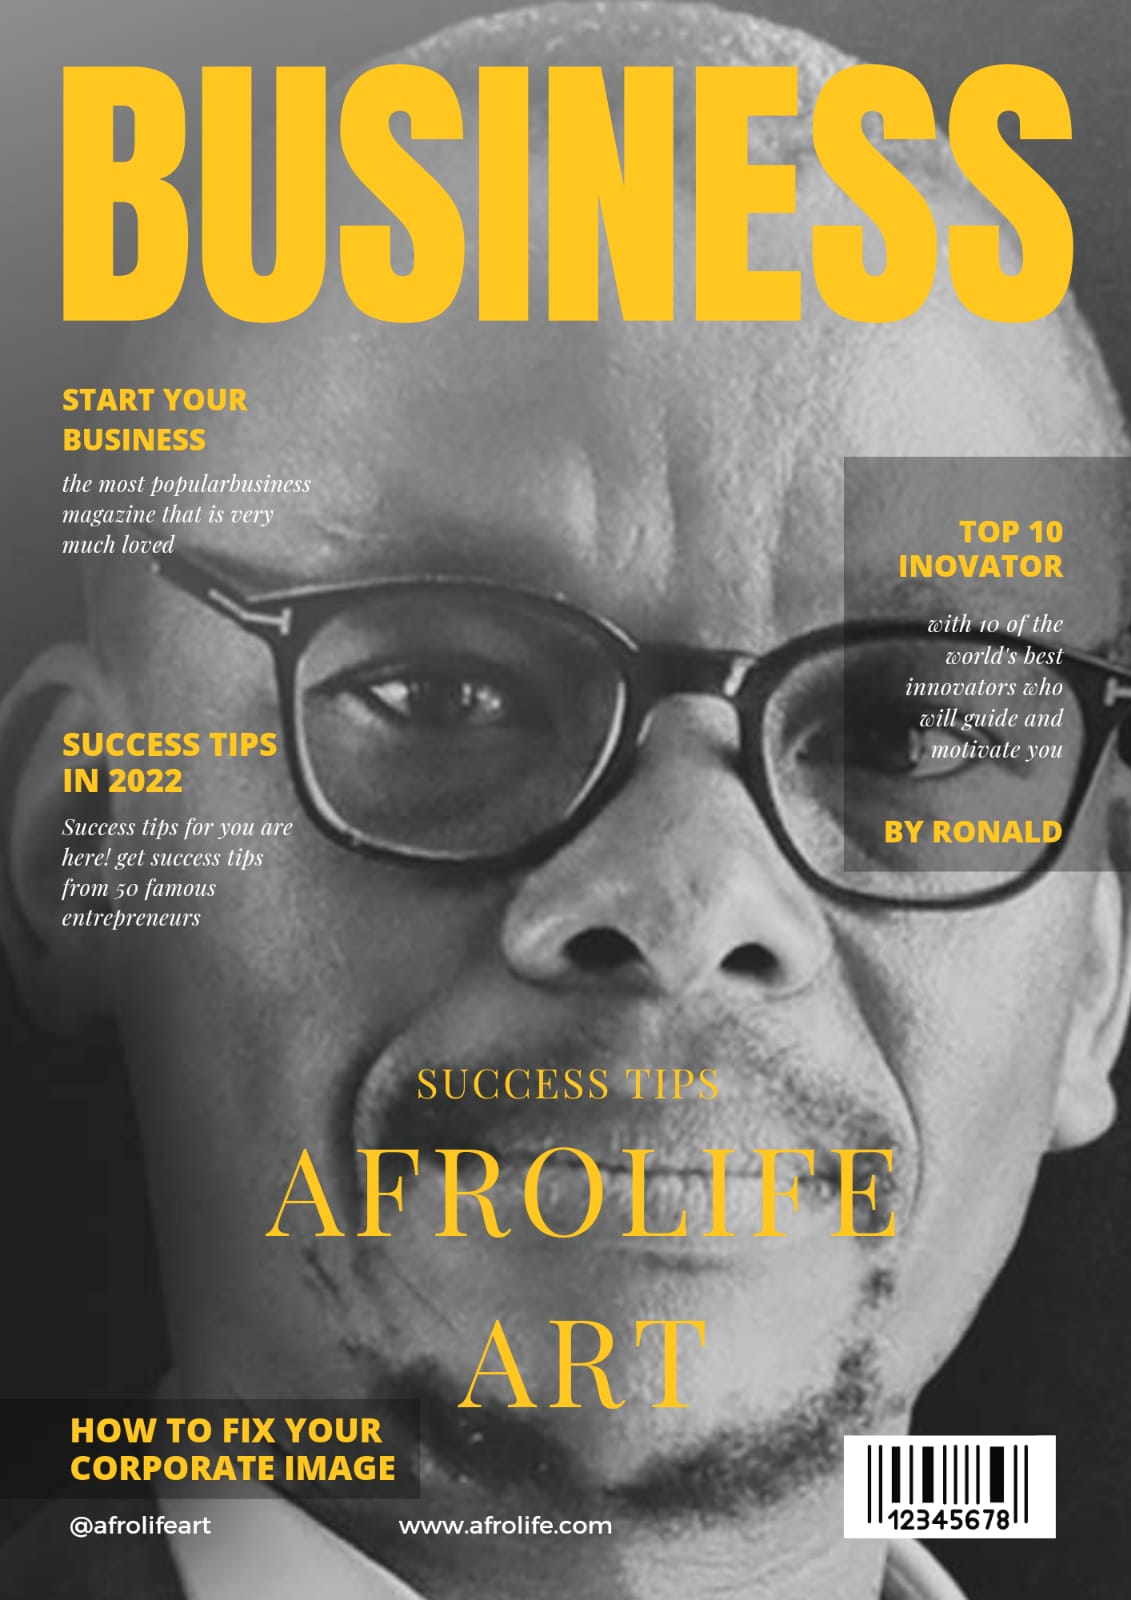 BUSINESS
START YOUR
BUSINESS
the most popularbusiness
magazine that is very
much loved
TOP 10
INOVATOR
with 10 of the
world's best
innovators who
will guide and
motivate you
BY RONALD
SUCCESS TIPS
IN 2022
Success tips for you are
here! get success tips
from 50 famous
entrepreneurs
SUCCESS TIPS
AFROLIFE
ART
HOW TO FIX YOUR
CORPORATE IMAGE
@afrolifeart
www.afrolife.com
12345678